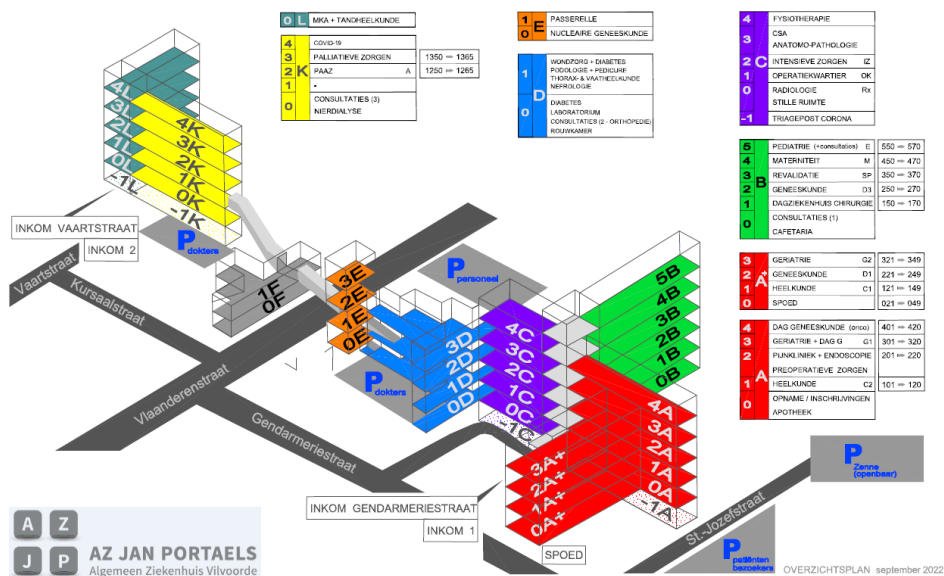 0 L MKA + TANDHEELKUNDE
K
4 COVID-19
3 PALLIATIEVE ZORGEN 1350 ⇨ 1365
2 PAAZ A 1250 ⇨ 1265
1 -
0 CONSULTATIES (3)
NIERDIALYSE
E
1 PASSERELLE
0 NUCLEAIRE GENEESKUNDE
D
1 WONDZORG + DIABETES
PODOLOGIE + PEDICURE
THORAX- & VAATHEELKUNDE
NEFROLOGIE
0 DIABETES
LABORATORIUM
CONSULTATIES (2 - ORTHOPEDIE)
ROUWKAMER
C
4 FYSIOTHERAPIE
3 CSA
ANATOMO-PATHOLOGIE
2 INTENSIEVE ZORGEN IZ
1 OPERATIEKWARTIER OK
0 RADIOLOGIE Rx
STILLE RUIMTE
-1 TRIAGEPOST CORONA
B
5 PEDIATRIE (+consultaties) E 550 ⇨ 570
4 MATERNITEIT M 450 ⇨ 470
3 REVALIDATIE SP 350 ⇨ 370
2 GENEESKUNDE D3 250 ⇨ 270
1 DAGZIEKENHUIS CHIRURGIE 150 ⇨ 170
0 CONSULTATIES (1)
CAFETARIA
A+
3 GERIATRIE G2 321 ⇨ 349
2 GENEESKUNDE D1 221 ⇨ 249
1 HEELKUNDE C1 121 ⇨ 149
0 SPOED 021 ⇨ 049
A
4 DAG GENEESKUNDE (onco) 401 ⇨ 420
3 GERIATRIE + DAG G G1 301 ⇨ 320
2 PIJNKLINIEK + ENDOSCOPIE 201 ⇨ 220
PREOPERATIEVE ZORGEN
1 HEELKUNDE C2 101 ⇨ 120
0 OPNAME / INSCHRIJVINGEN
APOTHEEK
4L
3L
2L
1L
0L
-1L
4K
3K
2K
1K
0K
-1K
INKOM VAARTSTRAAT
INKOM 2
P
dokters
Vaartstraat
Kursaalstraat
1F
0F
3E
2E
1E
0E
P
personeel
3D
2D
1D
0D
4C
3C
2C
1C
0C
-1C
5B
4B
3B
2B
1B
0B
P
dokters
Vlaanderenstraat
Gendarmeriestraat
4A
3A
2A
1A
0A
-1A
3A+
2A+
1A+
0A+
INKOM GENDARMERIESTRAAT
INKOM 1
SPOED
St.-Jozefstraat
P
Zenne
(openbaar)
P
patiënten
bezoekers
A Z
J P
AZ JAN PORTAELS
Algemeen Ziekenhuis Vilvoorde
OVERZICHTSPLAN september 2022